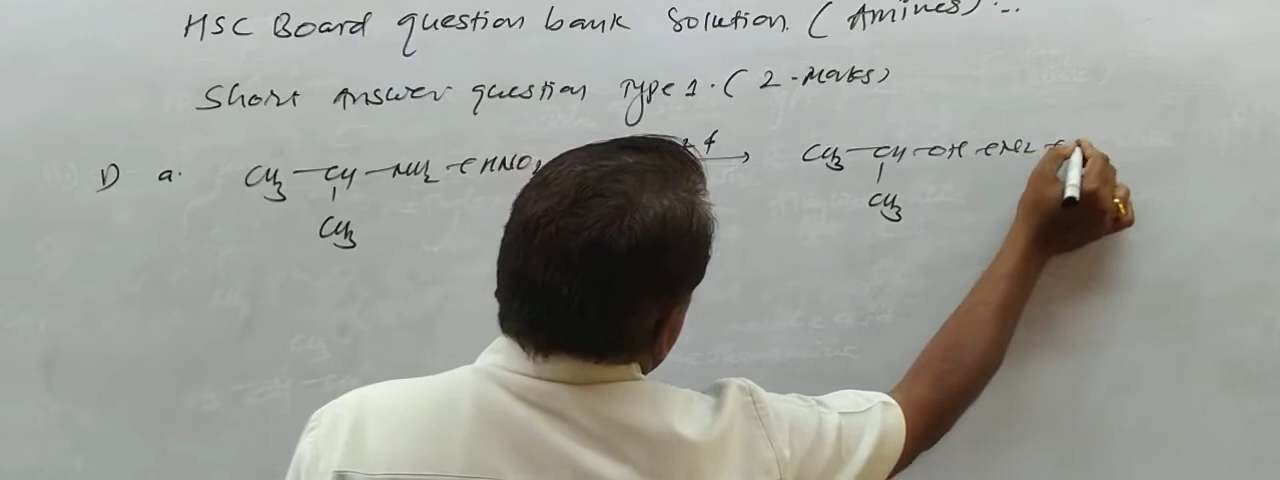 HSC Board question bank Solution. (Amines)...
Short Answer question Type 1. (2-Marks)
1) a. CH3 – CH – NH2 + HNO2 → CH3 – CH – OH + N2 +
CH3 CH3